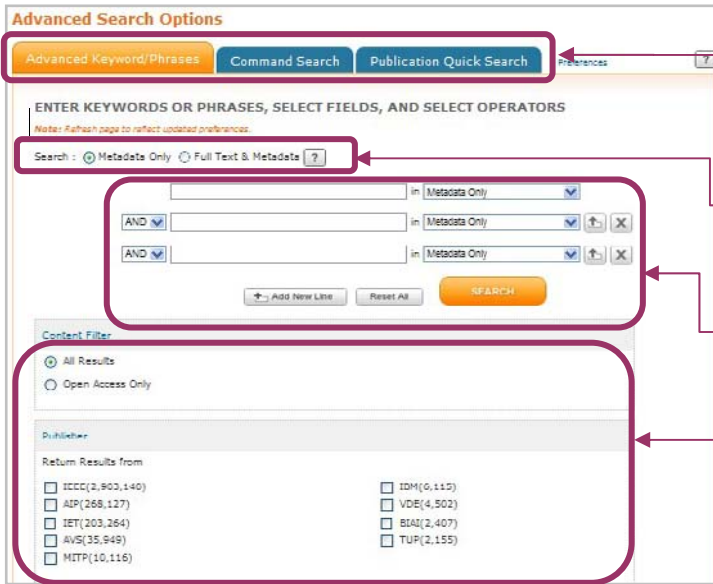 Advanced Search Options
Advanced Keyword/Phrases Command Search Publication Quick Search Preferences ?
ENTER KEYWORDS OR PHRASES, SELECT FIELDS, AND SELECT OPERATORS
Note: Refresh page to reflect updated preferences.
Search : Metadata Only Full Text & Metadata ?
in Metadata Only
AND in Metadata Only X
AND in Metadata Only X
Add New Line Reset All SEARCH
Content Filter
All Results
Open Access Only
Publisher
Return Results from
IEEE(2,903,140) IBM(6,115)
AIP(268,127) VDE(4,502)
IET(203,264) BIAI(2,407)
AVS(35,949) TUP(2,155)
MITP(10,116)